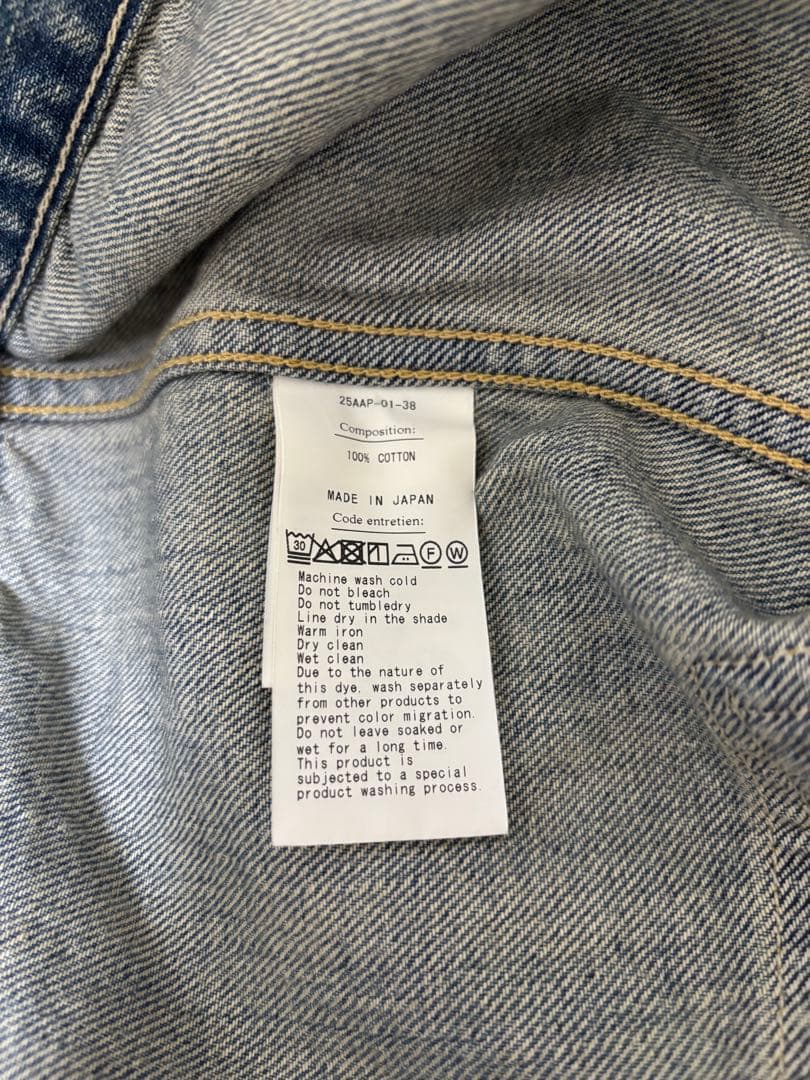 25AAP-01-38
Composition:
100% COTTON
MADE IN JAPAN
Code entretien:
30 F W
Machine wash cold
Do not bleach
Do not tumbledry
Line dry in the shade
Warm iron
Dry clean
Wet clean
Due to the nature of
this dye, wash separately
from other products to
prevent color migration.
Do not leave soaked or
wet for a long time.
This product is
subjected to a special
product washing process.